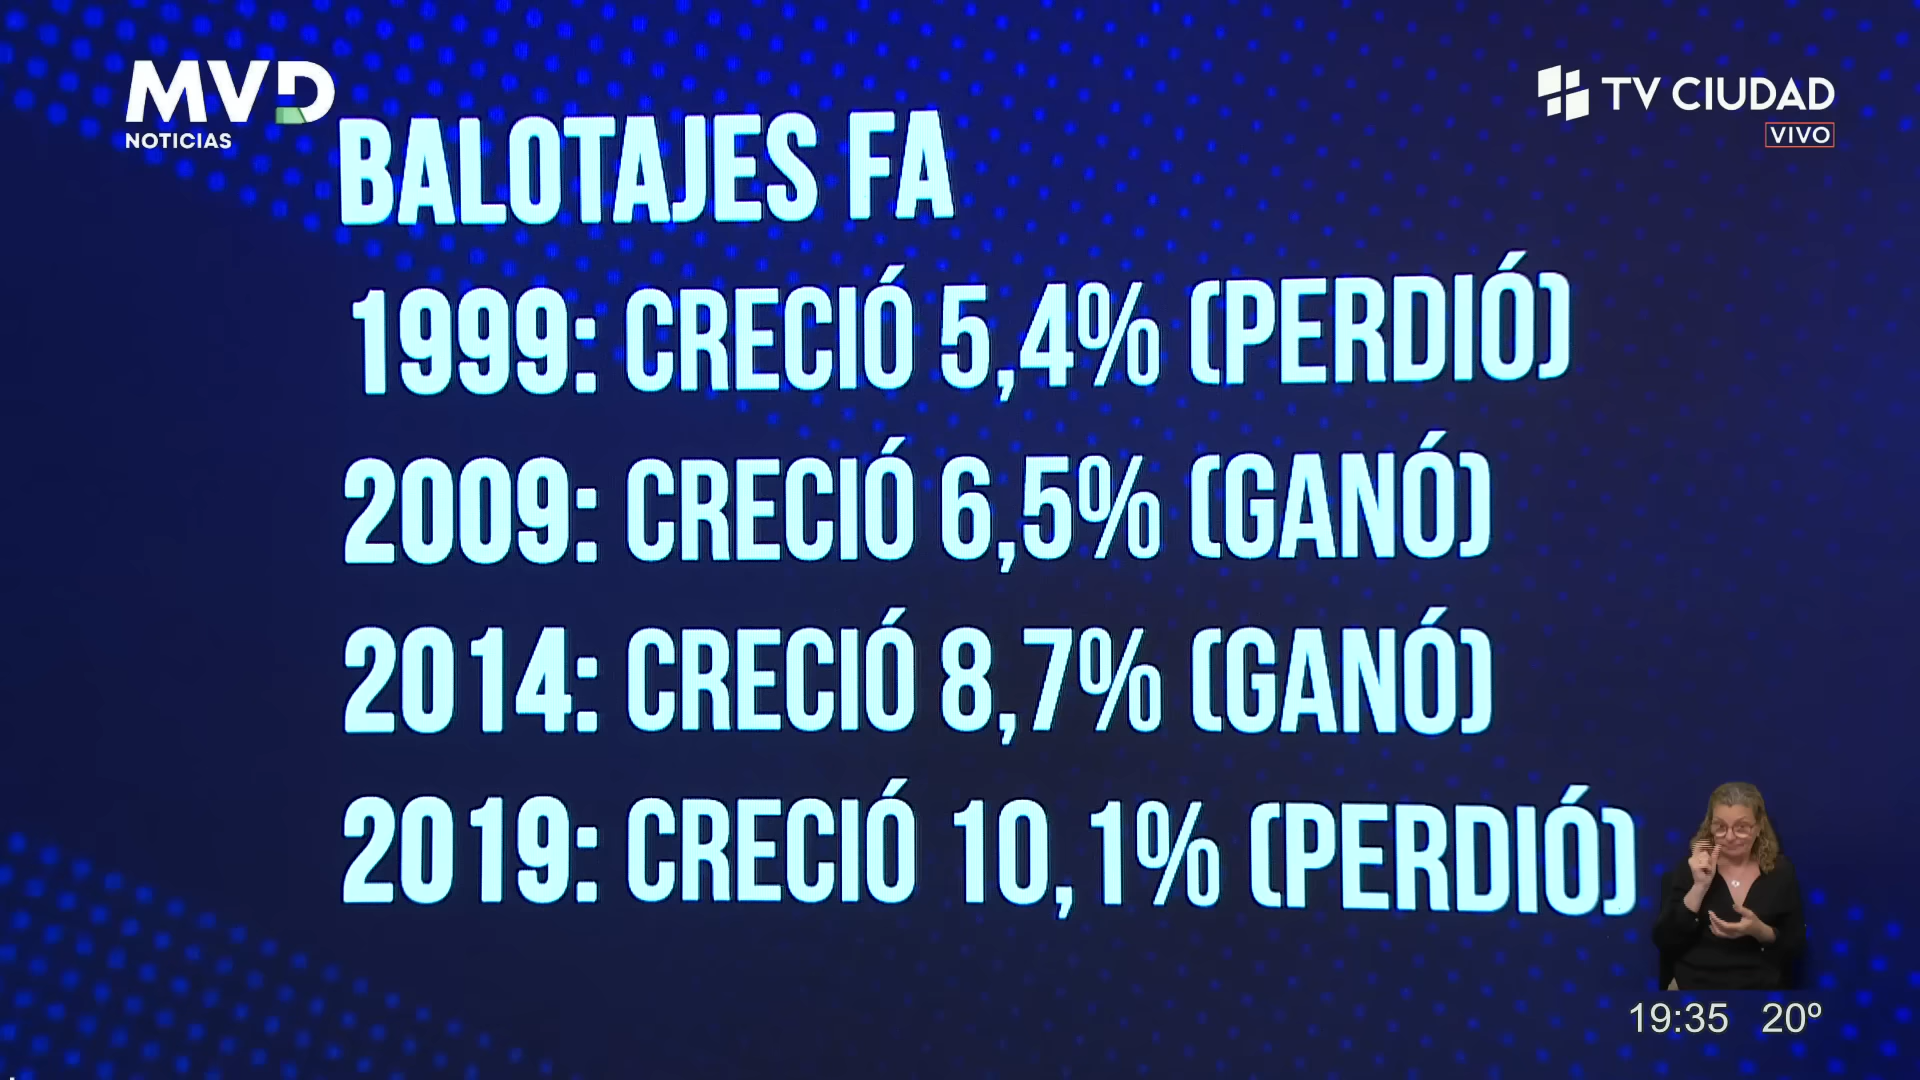 MVD
NOTICIAS
TV CIUDAD
VIVO
BALOTAJES FA
1999: CRECIÓ 5,4% (PERDIÓ)
2009: CRECIÓ 6,5% (GANÓ)
2014: CRECIÓ 8,7% (GANÓ)
2019: CRECIÓ 10,1% (PERDIÓ)
19:35 20º